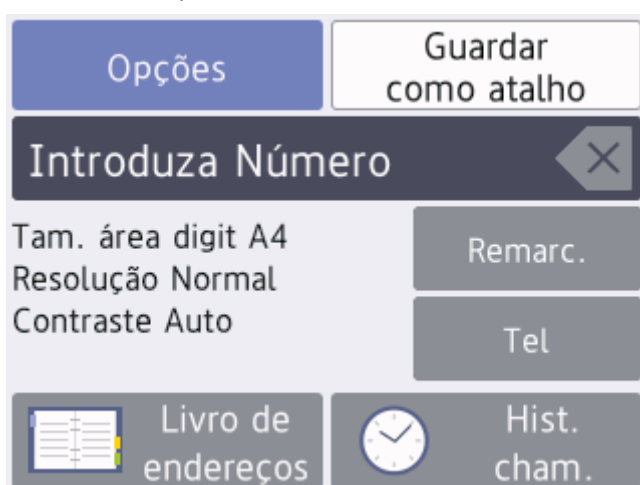 Opções
Guardar
como atalho
Introduza Número
Tam. área digit A4
Resolução Normal
Contraste Auto
Remarc.
Tel
Livro de
endereços
Hist.
cham.